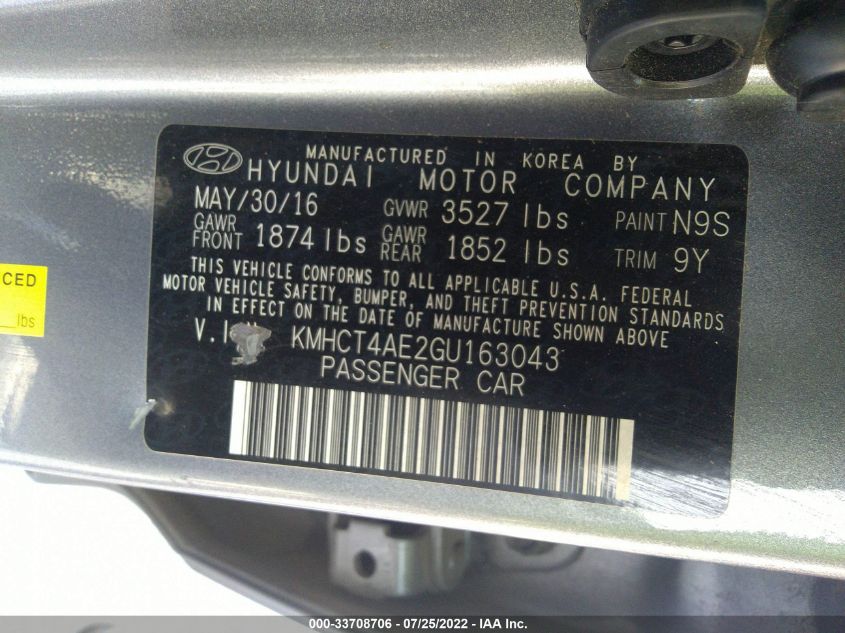 MANUFACTURED IN KOREA BY
HYUNDAI MOTOR COMPANY
MAY/30/16 GVWR 3527 lbs PAINT N9S
GAWR FRONT 1874 lbs GAWR REAR 1852 lbs TRIM 9Y
THIS VEHICLE CONFORMS TO ALL APPLICABLE U.S.A. FEDERAL
MOTOR VEHICLE SAFETY, BUMPER, AND THEFT PREVENTION STANDARDS
IN EFFECT ON THE DATE OF MANUFACTURE SHOWN ABOVE
V.I KMHCT4AE2GU163043
PASSENGER CAR
CED
lbs
000-33708706 - 07/25/2022 - IAA Inc.